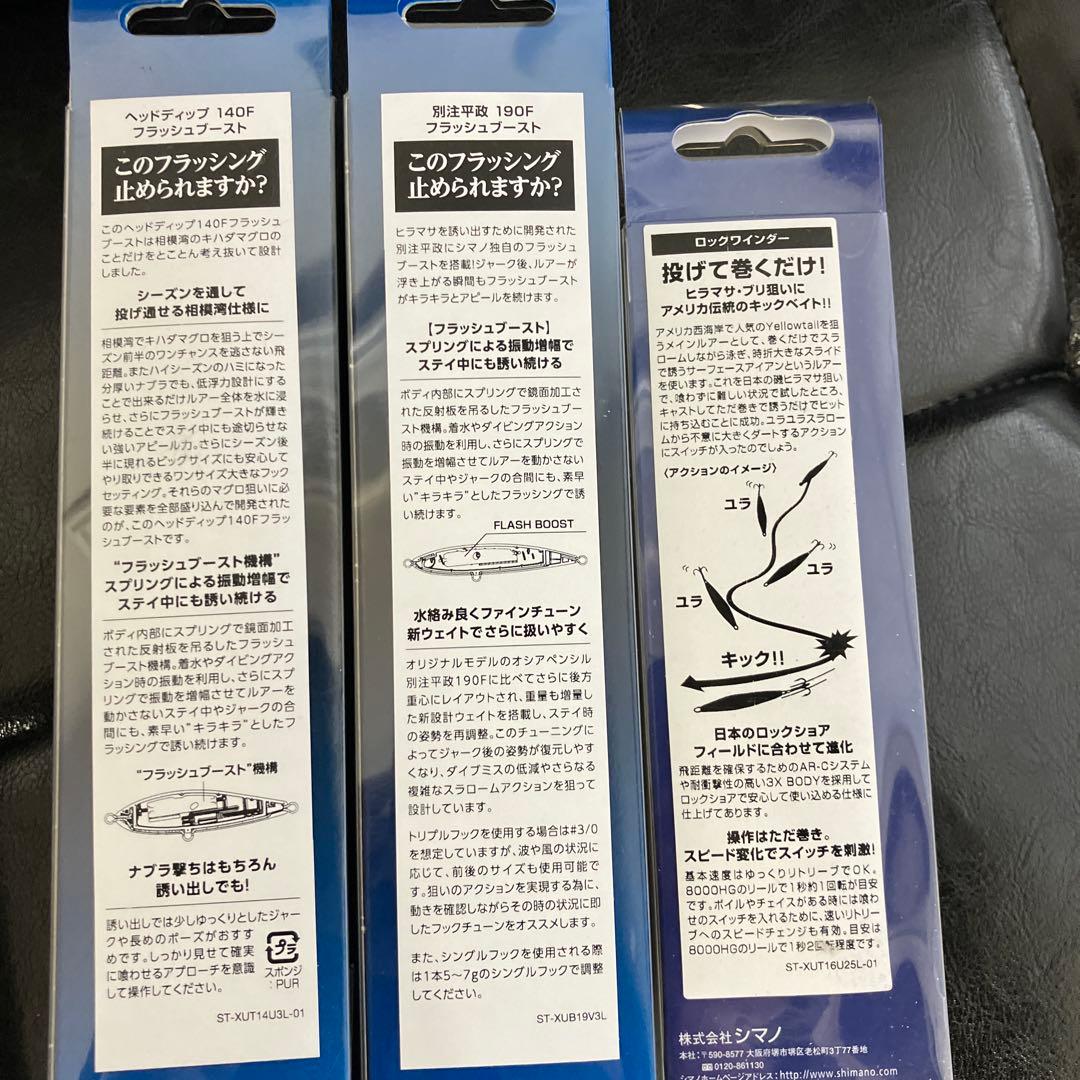 ヘッドディップ 140F
フラッシュブースト
このフラッシング
止められますか?
このヘッドディップ140Fフラッシュ
ブーストは相模湾のキハダマグロの
ことだけをとことん考え抜いて設計
しました。
シーズンを通して
投げ通せる相模湾仕様に
相模湾でキハダマグロを狙う上でシー
ズン前半のワンチャンスを逃さない飛
距離。またハイシーズンのハミになった
分厚いナブラでも、低浮力設計にする
ことで出来るだけルアー全体を水に浸
らせ、さらにフラッシュブーストが輝き
続けることでステイ中にも途切らせな
い強いアピール力。さらにシーズン後
半に現れるビッグサイズにも安心して
やり取りできるワンサイズ大きなフック
セッティング。それらのマグロ狙いに必
要な要素を全部盛り込んで開発された
のが、このヘッドディップ140Fフラッ
シュブーストです。
"フラッシュブースト機構"
スプリングによる振動増幅で
ステイ中にも誘い続ける
ボディ内部にスプリングで鏡面加工
された反射板を吊るしたフラッシュ
ブースト機構。着水やダイビングアク
ション時の振動を利用し、さらにスプ
リングで振動を増幅させてルアーを
動かさないステイ中やジャークの合
間にも、素早い"キラキラ"としたフ
ラッシングで誘い続けます。
"フラッシュブースト"機構
ナブラ撃ちはもちろん
誘い出しでも!
誘い出しでは少しゆっくりとしたジャー
クや長めのポーズがおすす
めです。しっかり見せて確実
に喰わせるアプローチを意識
して操作してください。
プラ
スポンジ
:PUR
ST-XUT14U3L-01
別注平政 190F
フラッシュブースト
このフラッシング
止められますか?
ヒラマサを誘い出すために開発された
別注平政にシマノ独自のフラッシュ
ブーストを搭載!ジャーク後、ルアーが
浮き上がる瞬間もフラッシュブースト
がキラキラとアピールを続けます。
【フラッシュブースト】
スプリングによる振動増幅で
ステイ中にも誘い続ける
ボディ内部にスプリングで鏡面加工さ
れた反射板を吊るしたフラッシュブー
スト機構。着水やダイビングアクション
時の振動を利用し、さらにスプリングで
振動を増幅させてルアーを動かさない
ステイ中やジャークの合間にも、素早
い"キラキラ"としたフラッシングで誘
い続けます。
FLASH BOOST
水絡み良くファインチューン
新ウェイトでさらに扱いやすく
オリジナルモデルのオシアペンシル
別注平政190Fに比べてさらに後方
重心にレイアウトされ、重量も増量し
た新設計ウェイトを搭載し、ステイ時
の姿勢を再調整。このチューニングに
よってジャーク後の姿勢が復元しやす
くなり、ダイブミスの低減やさらなる
複雑なスラロームアクションを狙って
設計しています。
トリプルフックを使用する場合は#3/0
を想定していますが、波や風の状況に
応じて、前後のサイズも使用可能で
す。狙いのアクションを実現する為に、
動きを確認しながらその時の状況に即
したフックチューンをオススメします。
また、シングルフックを使用される際
は1本5~7gのシングルフックで調整
してください。
ST-XUB19V3L
ロックワインダー
投げて巻くだけ!
ヒラマサ・ブリ狙いに
アメリカ伝統のキックベイト!!
アメリカ西海岸で人気のYellowtailを狙
うメインルアーとして、巻くだけでスラ
ロームしながら泳ぎ、時折大きなスライド
で誘うサーフェースアイアンというルアー
を使います。これを日本の磯ヒラマサ狙い
で、喰わずに難しい状況で試したところ、
キャストしてただ巻きで誘うだけでヒット
に持ち込むことに成功。ユラユラスラロ
ームから不意に大きくダートするアクション
にスイッチが入ったのでしょう。
〈アクションのイメージ〉
ユラ
ユラ
ユラ
キック!!
日本のロックショア
フィールドに合わせて進化
飛距離を確保するためのAR-Cシステム
や耐衝撃性の高い3X BODYを採用して
ロックショアで安心して使い込める仕様に
仕上げてあります。
操作はただ巻き。
スピード変化でスイッチを刺激!
基本速度はゆっくりリトリーブでOK。
8000HGのリールで1秒約1回転が目安
です。ボイルやチェイスがある時には喰わ
せのスイッチを入れるために、速いリトリー
ブへのスピードチェンジも有効。目安は
8000HGのリールで1秒2回転程度です。
ST-XUT16U25L-01
株式会社シマノ
本社:〒590-8577 大阪府堺市堺区老松町3丁77番地
0120-861130
シマノホームページアドレス:http://www.shimano.com